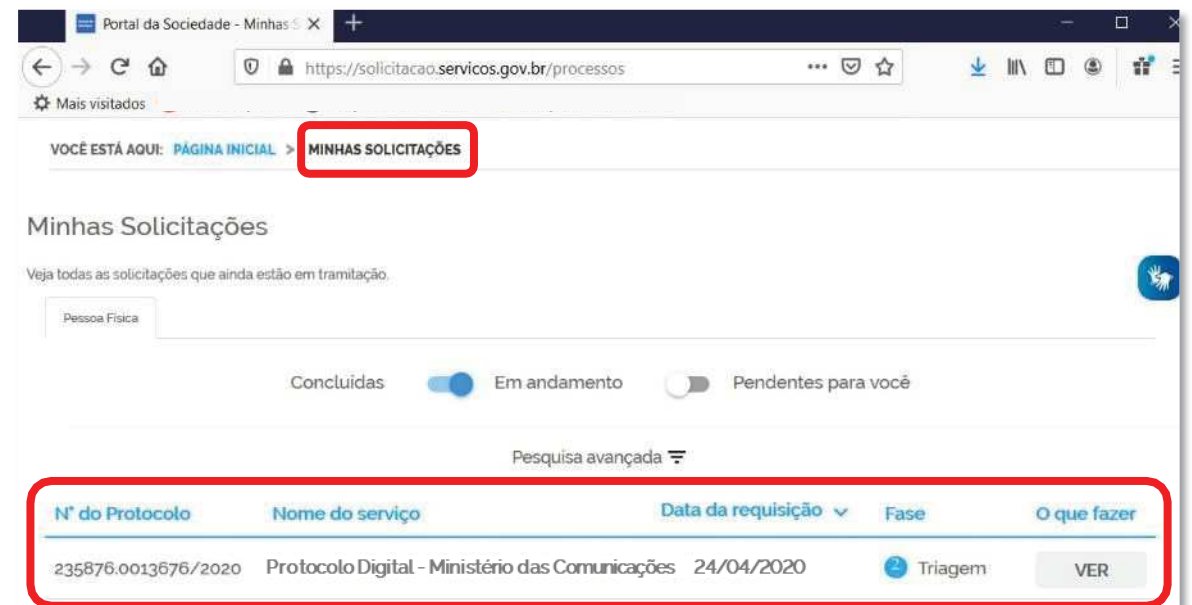 Portal da Sociedade - Minhas S
https://solicitacao.servicos.gov.br/processos
Mais visitados
VOCÊ ESTÁ AQUI: PÁGINA INICIAL > MINHAS SOLICITAÇÕES
Minhas Solicitações
Veja todas as solicitações que ainda estão em tramitação.
Pessoa Física
Concluídas Em andamento Pendentes para você
Pesquisa avançada
N° do Protocolo Nome do serviço Data da requisição Fase O que fazer
235876.0013676/2020 Protocolo Digital - Ministério das Comunicações 24/04/2020 2 Triagem VER